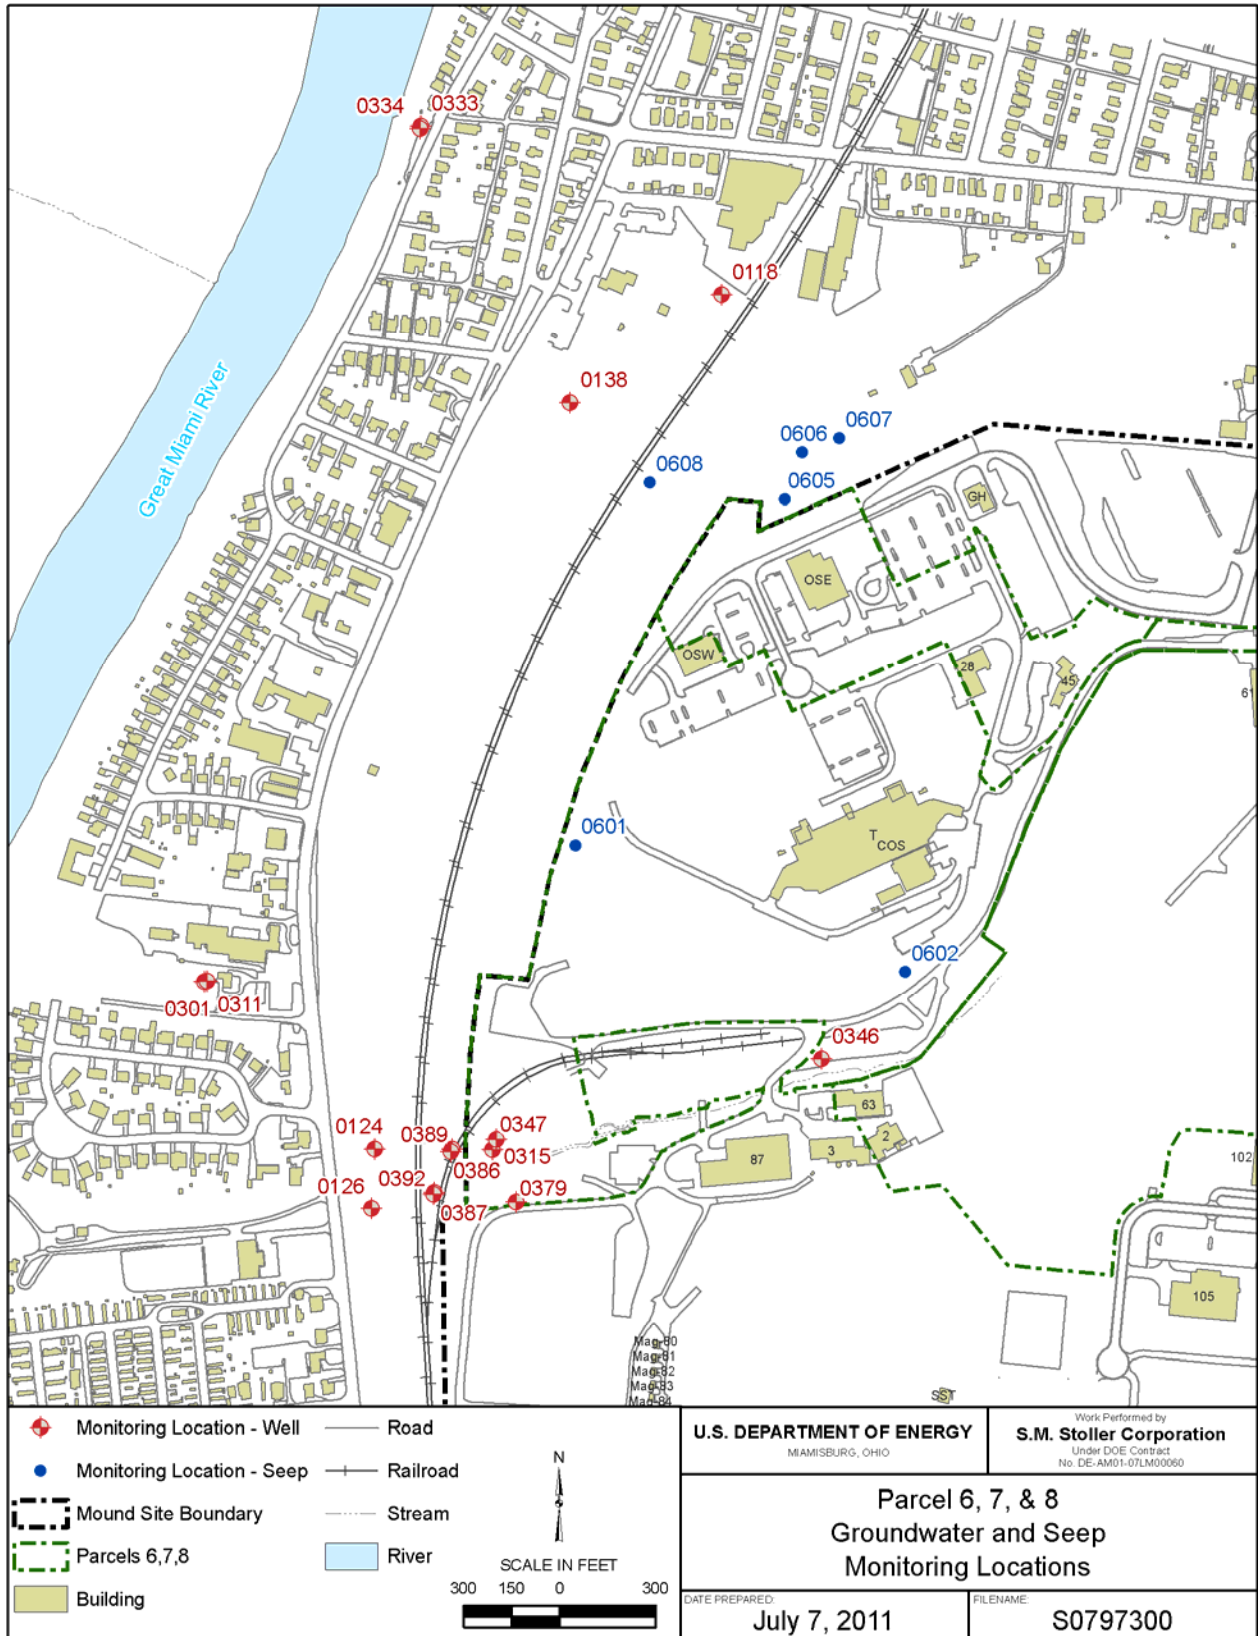 0334 0333
0118
0138
0607
0606
0608
0605
Great Miami River
GH
OSE
OSW
28
45
61
0601
T
COS
0602
0301 0311
0346
63
0124
0389
0347
2
3
0315
0386
87
102
0392
0126
0379
0387
105
Mag-80
Mag-81
Mag-82
Mag-83
Mag-84
SST
Monitoring Location - Well
Road
Monitoring Location - Seep
Railroad
Mound Site Boundary
Stream
Parcels 6,7,8
River
Building
N
SCALE IN FEET
300 150 0 300
U.S. DEPARTMENT OF ENERGY
MIAMISBURG, OHIO
Work Performed by
S.M. Stoller Corporation
Under DOE Contract
No. DE-AM01-07LM00060
Parcel 6, 7, & 8
Groundwater and Seep
Monitoring Locations
DATE PREPARED:
July 7, 2011
FILENAME:
S0797300